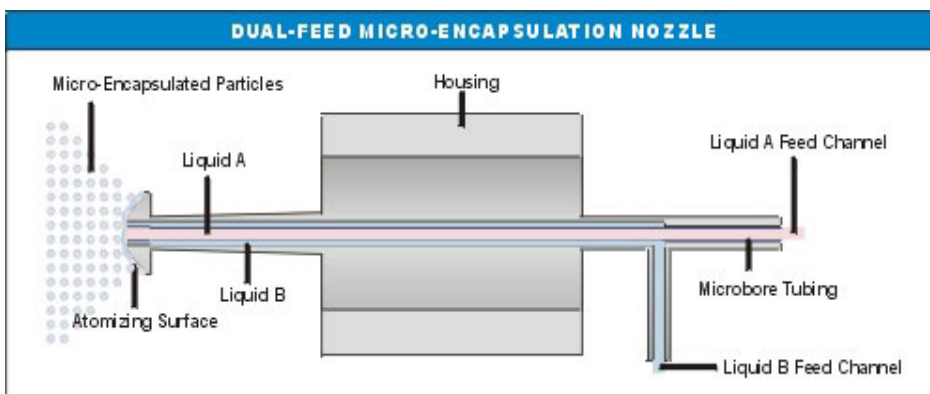 DUAL-FEED MICRO-ENCAPSULATION NOZZLE
Micro-Encapsulated Particles
Housing
Liquid A Feed Channel
Liquid A
Liquid B
Microbore Tubing
Atomizing Surface
Liquid B Feed Channel